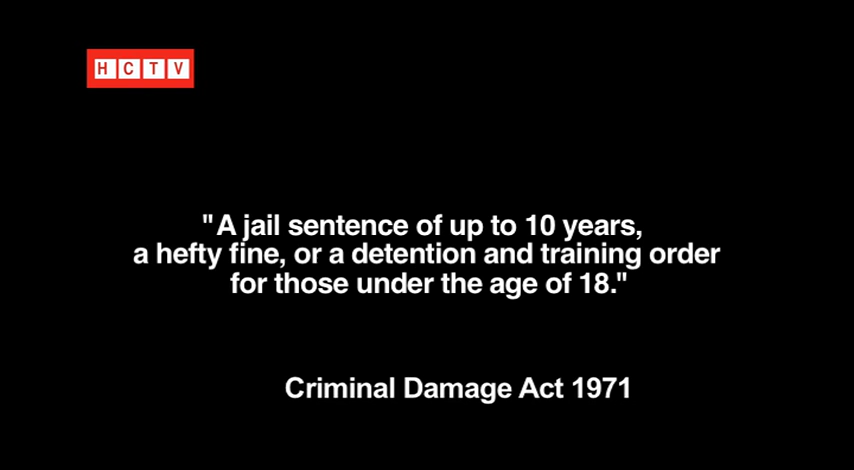 HCTV
"A jail sentence of up to 10 years,
a hefty fine, or a detention and training order
for those under the age of 18."
Criminal Damage Act 1971